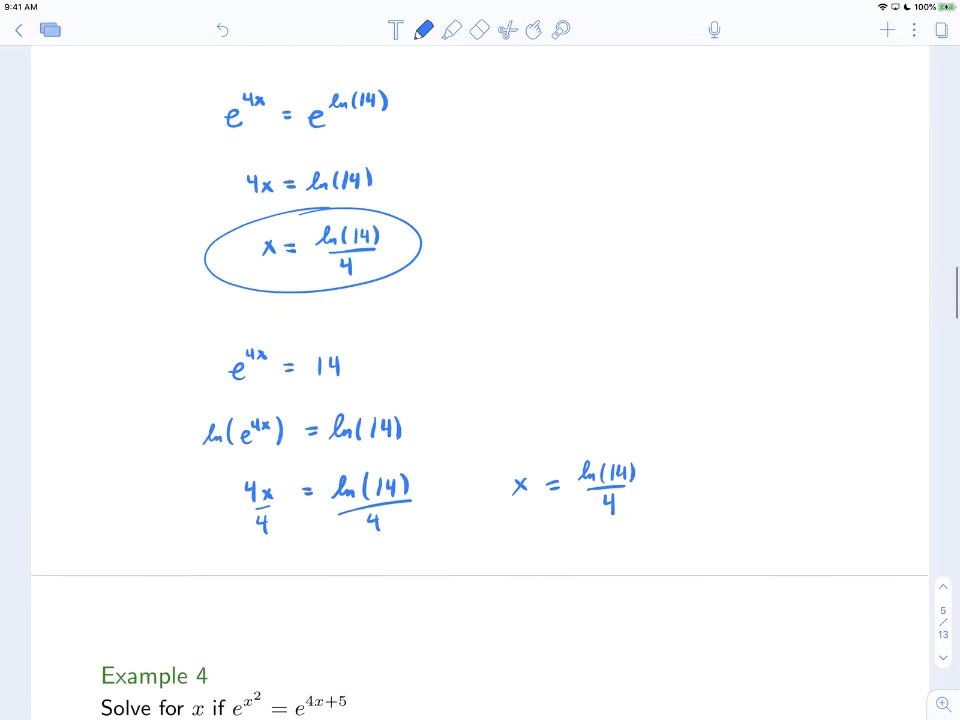 9:41 AM 100%
e^{4x} = e^{ln(14)}
4x = ln(14)
x = ln(14)/4
e^{4x} = 14
ln(e^{4x}) = ln(14)
4x/4 = ln(14)/4 x = ln(14)/4
5
/
13
Example 4
Solve for x if e^{x^2} = e^{4x+5}